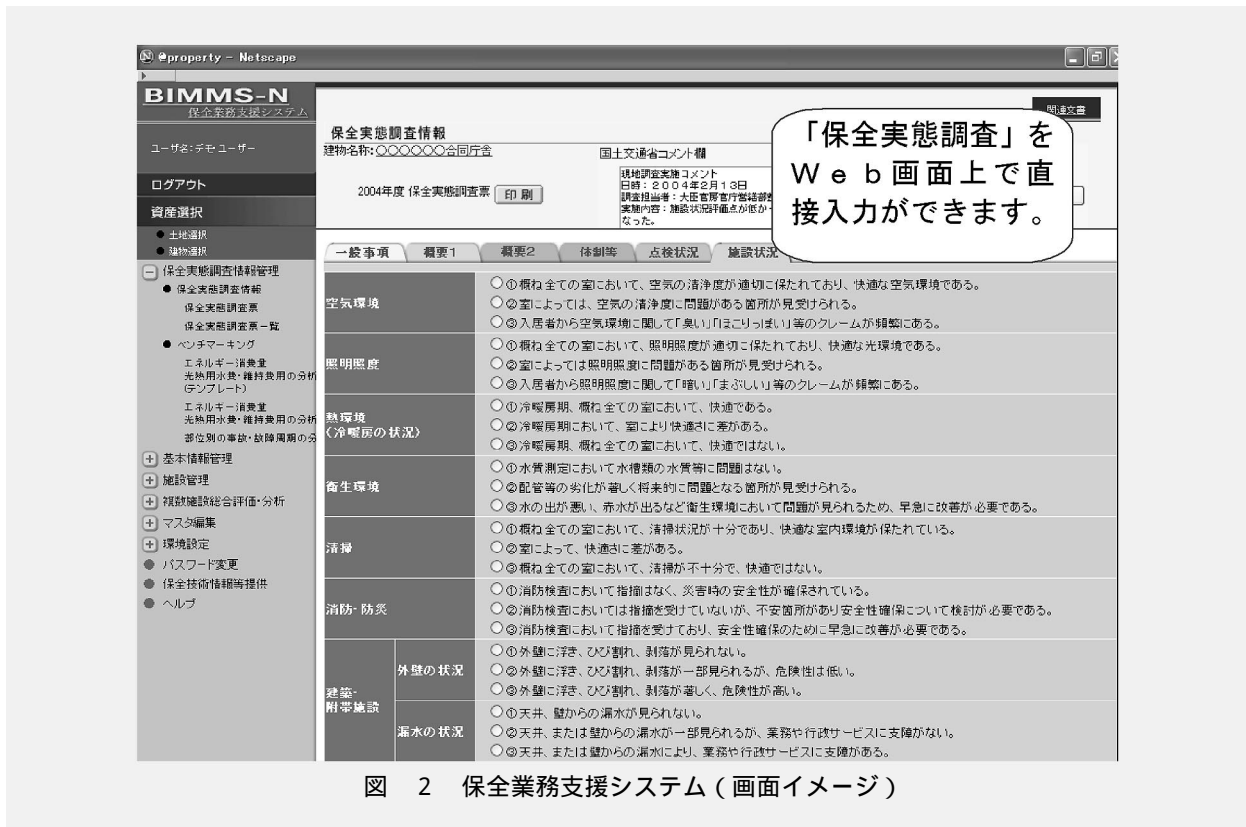 @property - Netscape
BIMMS-N
保全業務支援システム
ユーザ名:デモ ユーザー
ログアウト
資産選択
● 土地選択
● 建物選択
保全実態調査情報管理
● 保全実態調査情報
保全実態調査票
保全実態調査票一覧
● ベンチマーキング
エネルギー消費量
光熱用水費・維持費用の分析
(テンプレート)
エネルギー消費量
光熱用水費・維持費用の分析
部位別の事故・故障周期の分
基本情報管理
施設管理
複数施設総合評価・分析
マスタ編集
環境設定
パスワード変更
保全技術情報等提供
ヘルプ
関連文書
保全実態調査情報
建物名称:○○○○○○合同庁舎
2004年度 保全実態調査票 印 刷
国土交通省コメント欄
現地調査実施コメント
日時:2004年2月13日
調査担当者:大臣官房官庁営繕部
実施内容:施設状況評価点が低か
なった。
「保全実態調査」を
Web画面上で直
接入力ができます。
一般事項 概要1 概要2 体制等 点検状況 施設状況
空気環境
○①概ね全ての室において、空気の清浄度が適切に保たれており、快適な空気環境である。
○②室によっては、空気の清浄度に問題がある箇所が見受けられる。
○③入居者から空気環境に関して「臭い」「ほこりっぽい」等のクレームが頻繁にある。
照明照度
○①概ね全ての室において、照明照度が適切に保たれており、快適な光環境である。
○②室によっては照明照度に問題がある箇所が見受けられる。
○③入居者から照明照度に関して「暗い」「まぶしい」等のクレームが頻繁にある。
熱環境
(冷暖房の状況)
○①冷暖房期、概ね全ての室において、快適である。
○②冷暖房期において、室により快適さに差がある。
○③冷暖房期、概ね全ての室において、快適ではない。
衛生環境
○①水質測定において水槽類の水質等に問題はない。
○②配管等の劣化が著しく将来的に問題となる箇所が見受けられる。
○③水の出が悪い、赤水が出るなど衛生環境において問題が見られるため、早急に改善が必要である。
清掃
○①概ね全ての室において、清掃状況が十分であり、快適な室内環境が保たれている。
○②室によって、快適さに差がある。
○③概ね全ての室において、清掃が不十分で、快適ではない。
消防・防災
○①消防検査において指摘はなく、災害時の安全性が確保されている。
○②消防検査においては指摘を受けていないが、不安箇所があり安全性確保について検討が必要である。
○③消防検査において指摘を受けており、安全性確保のために早急に改善が必要である。
建築・
附帯施設
外壁の状況
○①外壁に浮き、ひび割れ、剥落が見られない。
○②外壁に浮き、ひび割れ、剥落が一部見られるが、危険性は低い。
○③外壁に浮き、ひび割れ、剥落が著しく、危険性が高い。
漏水の状況
○①天井、壁からの漏水が見られない。
○②天井、または壁からの漏水が一部見られるが、業務や行政サービスに支障がない。
○③天井、または壁からの漏水により、業務や行政サービスに支障がある。
図 2 保全業務支援システム(画面イメージ)